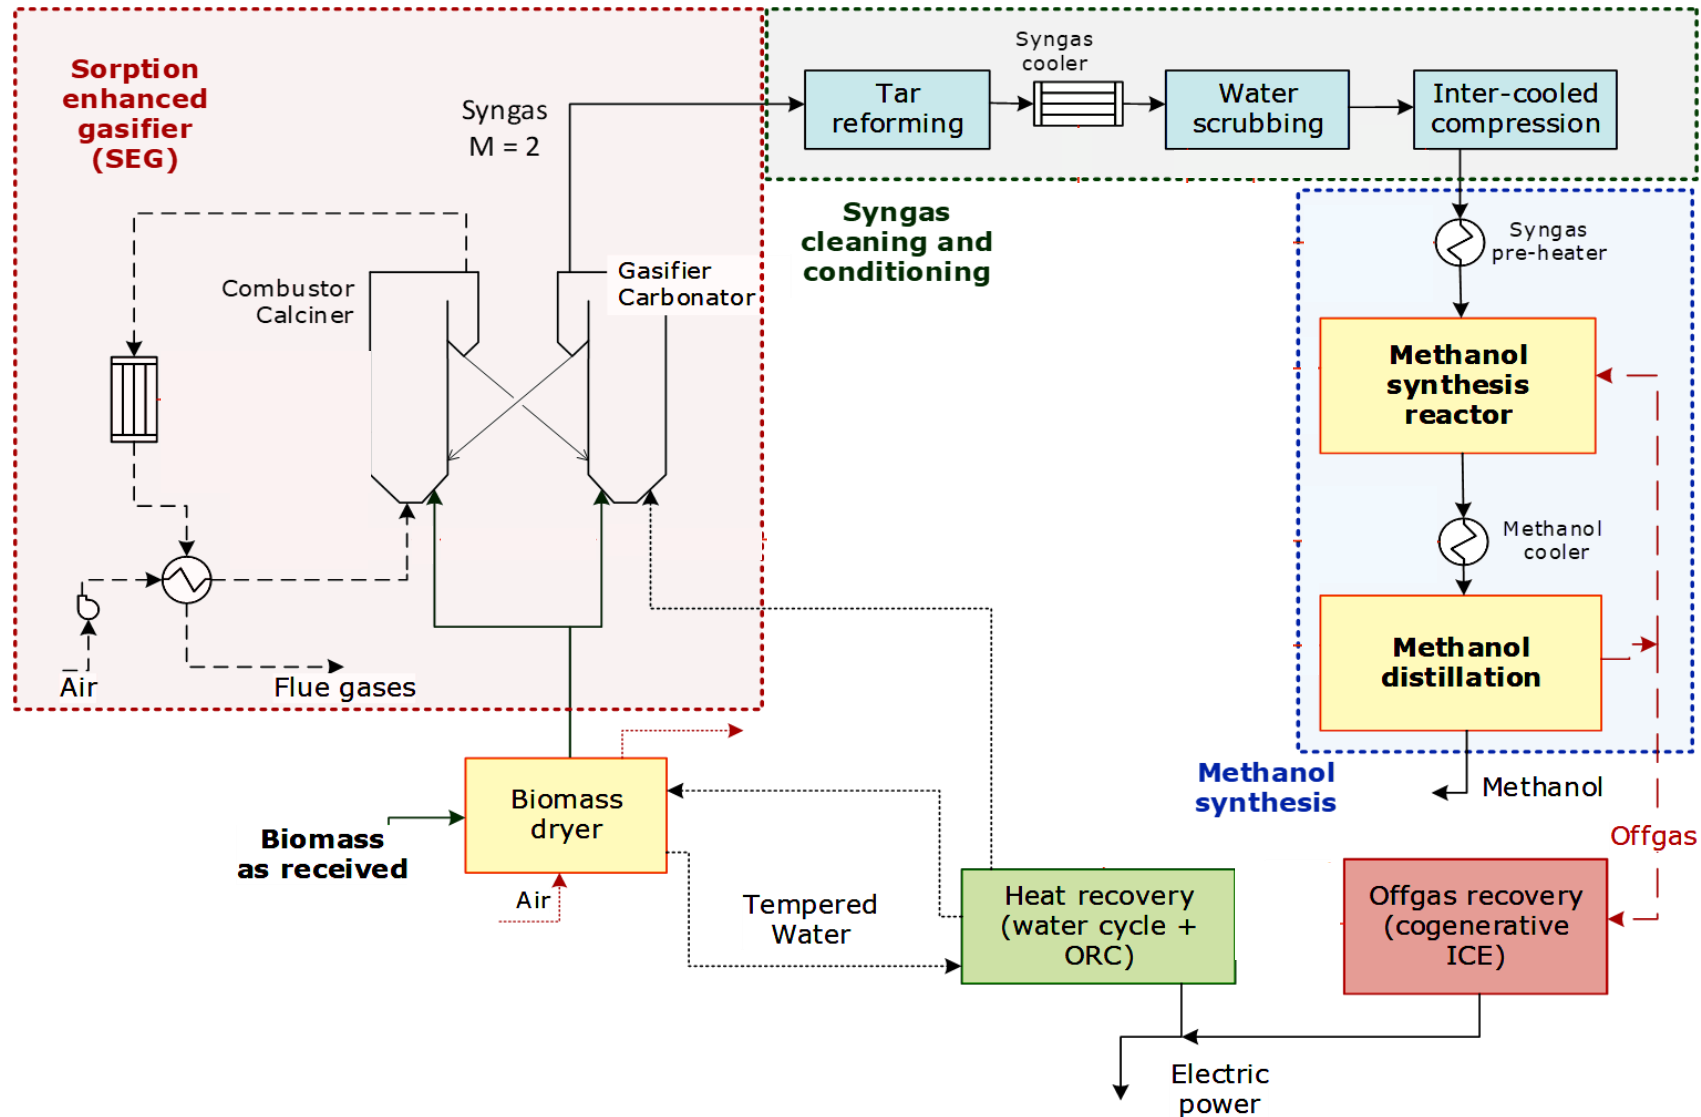 Sorption
enhanced
gasifier
(SEG)
Syngas
M = 2
Syngas
cooler
Tar
reforming
Water
scrubbing
Inter-cooled
compression
Syngas
cleaning and
conditioning
Syngas
pre-heater
Combustor
Calciner
Gasifier
Carbonator
Methanol
synthesis
reactor
Methanol
cooler
Methanol
distillation
Air
Flue gases
Methanol
synthesis
Methanol
Offgas
Biomass
as received
Biomass
dryer
Air
Tempered
Water
Heat recovery
(water cycle +
ORC)
Offgas recovery
(cogenerative
ICE)
Electric
power